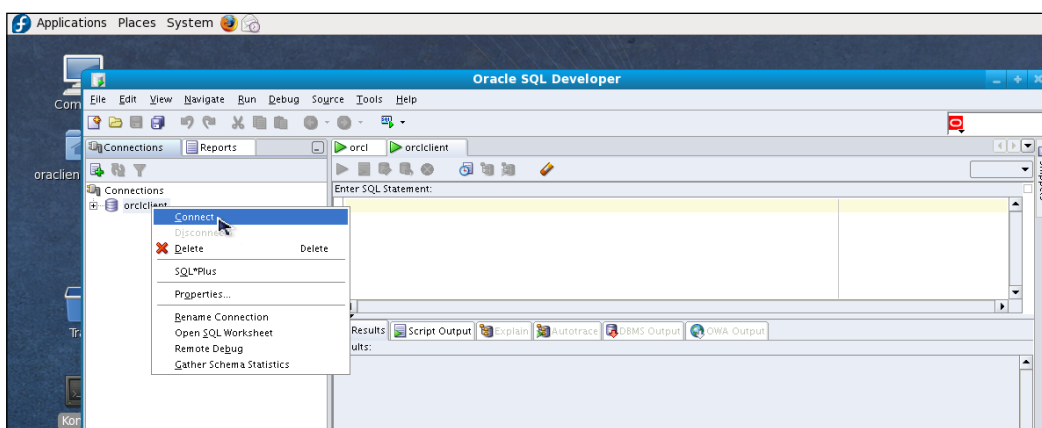 Applications Places System
Oracle SQL Developer
Com
File Edit View Navigate Run Debug Source Tools Help
Connections Reports
orcl orclclient
oraclien
Connections
Enter SQL Statement:
orclclient
Connect
Disconnect
Delete Delete
SQL*Plus
Properties...
Rename Connection
Open SQL Worksheet
Remote Debug
Gather Schema Statistics
Results Script Output Explain Autotrace DBMS Output OWA Output
ults:
Tra
Kon